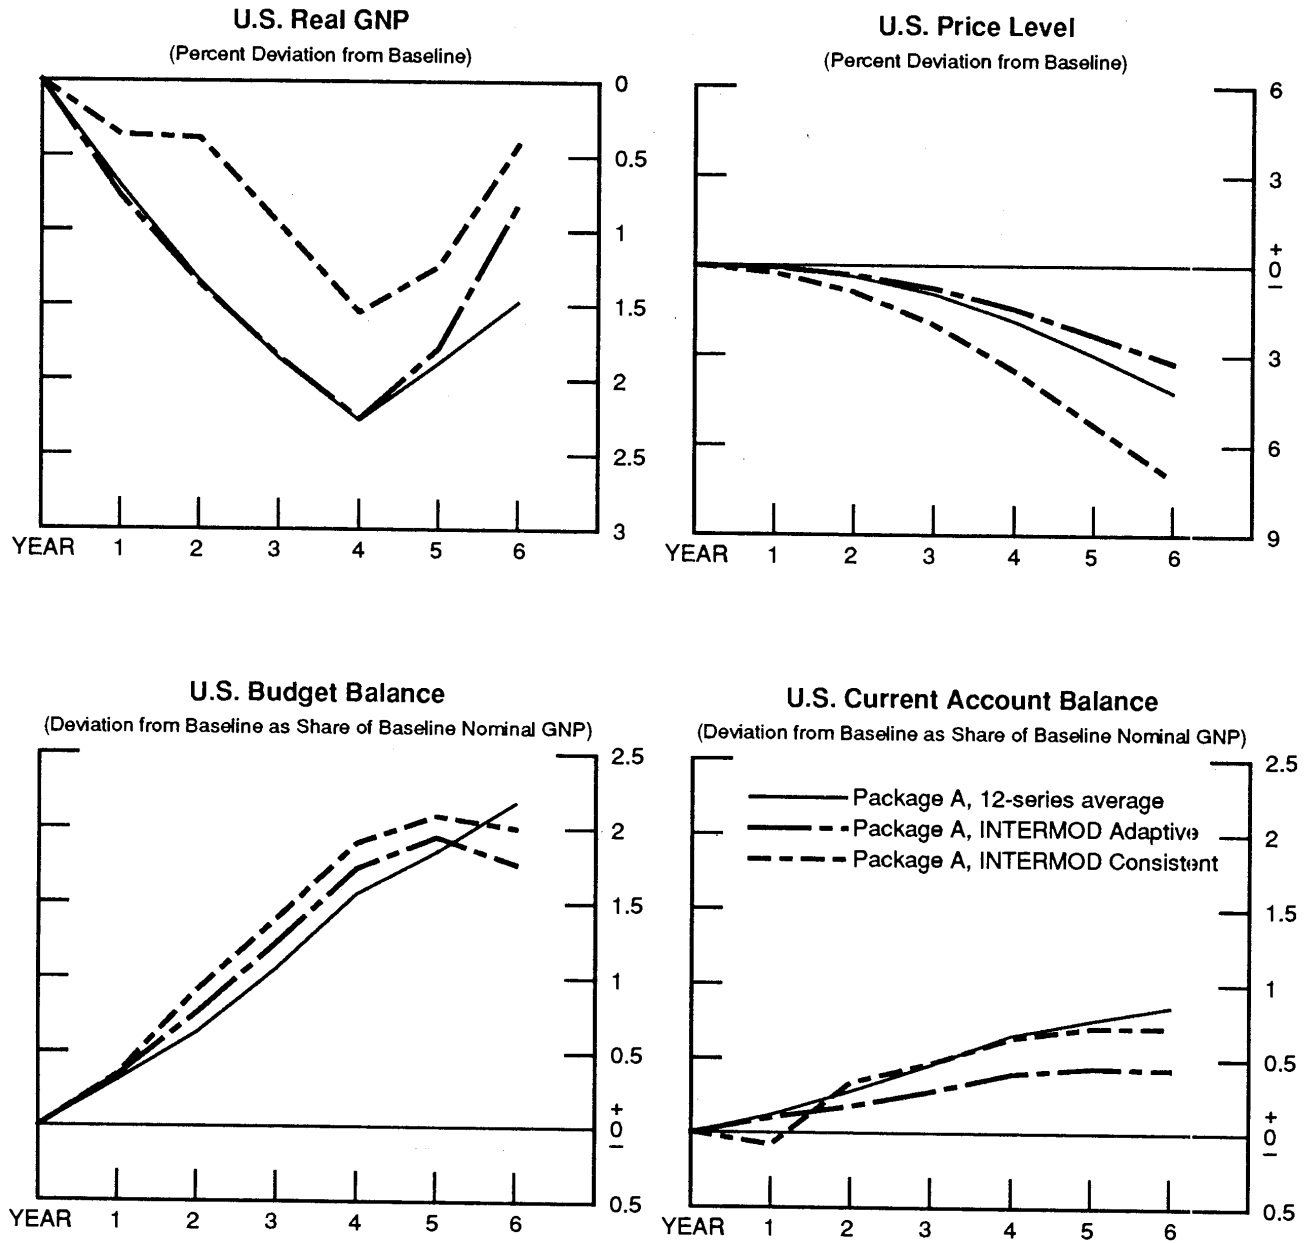 U.S. Real GNP
(Percent Deviation from Baseline)
0
0.5
1
1.5
2
2.5
3
YEAR 1 2 3 4 5 6
U.S. Price Level
(Percent Deviation from Baseline)
6
3
+
0
−
3
6
9
YEAR 1 2 3 4 5 6
U.S. Budget Balance
(Deviation from Baseline as Share of Baseline Nominal GNP)
2.5
2
1.5
1
0.5
+
0
−
0.5
YEAR 1 2 3 4 5 6
U.S. Current Account Balance
(Deviation from Baseline as Share of Baseline Nominal GNP)
Package A, 12-series average
Package A, INTERMOD Adaptive
Package A, INTERMOD Consistent
2.5
2
1.5
1
0.5
+
0
−
0.5
YEAR 1 2 3 4 5 6